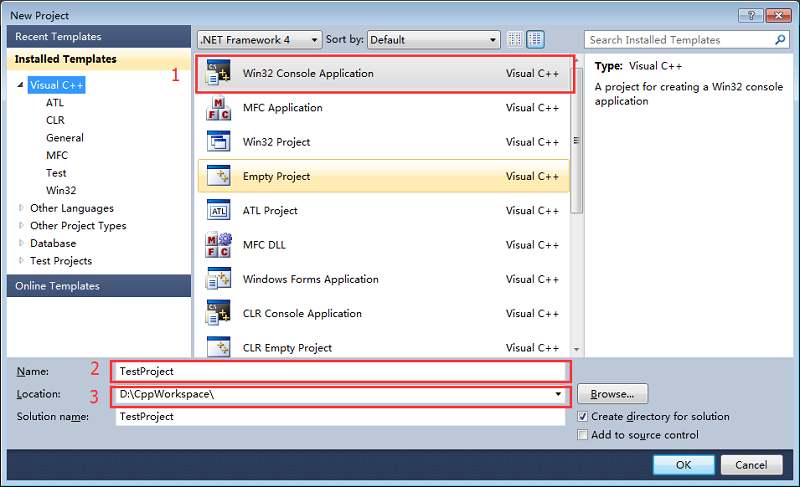 New Project
Recent Templates
.NET Framework 4
Sort by:
Default
Search Installed Templates
Installed Templates
1
Win32 Console Application
Visual C++
Type: Visual C++
A project for creating a Win32 console
application
Visual C++
ATL
CLR
General
MFC
Test
Win32
Other Languages
Other Project Types
Database
Test Projects
Online Templates
MFC Application
Visual C++
Win32 Project
Visual C++
Empty Project
Visual C++
ATL Project
Visual C++
MFC DLL
Visual C++
Windows Forms Application
Visual C++
CLR Console Application
Visual C++
CLR Empty Project
Visual C++
Name:
2
TestProject
Location:
3
D:\CppWorkspace\
Browse...
Solution name:
TestProject
Create directory for solution
Add to source control
OK
Cancel